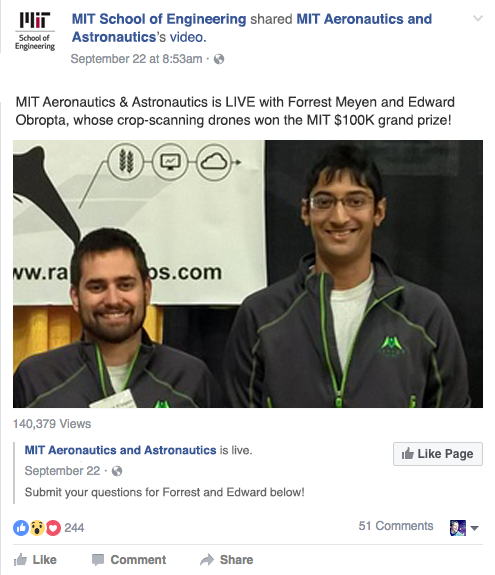 MIT School of Engineering shared MIT Aeronautics and
Astronautics's video.
September 22 at 8:53am ·
MiT
School of
Engineering
MIT Aeronautics & Astronautics is LIVE with Forrest Meyen and Edward
Obropta, whose crop-scanning drones won the MIT $100K grand prize!
ww.ra
ps.com
140,379 Views
MIT Aeronautics and Astronautics is live.
September 22 ·
Submit your questions for Forrest and Edward below!
Like Page
244
51 Comments
Like
Comment
Share